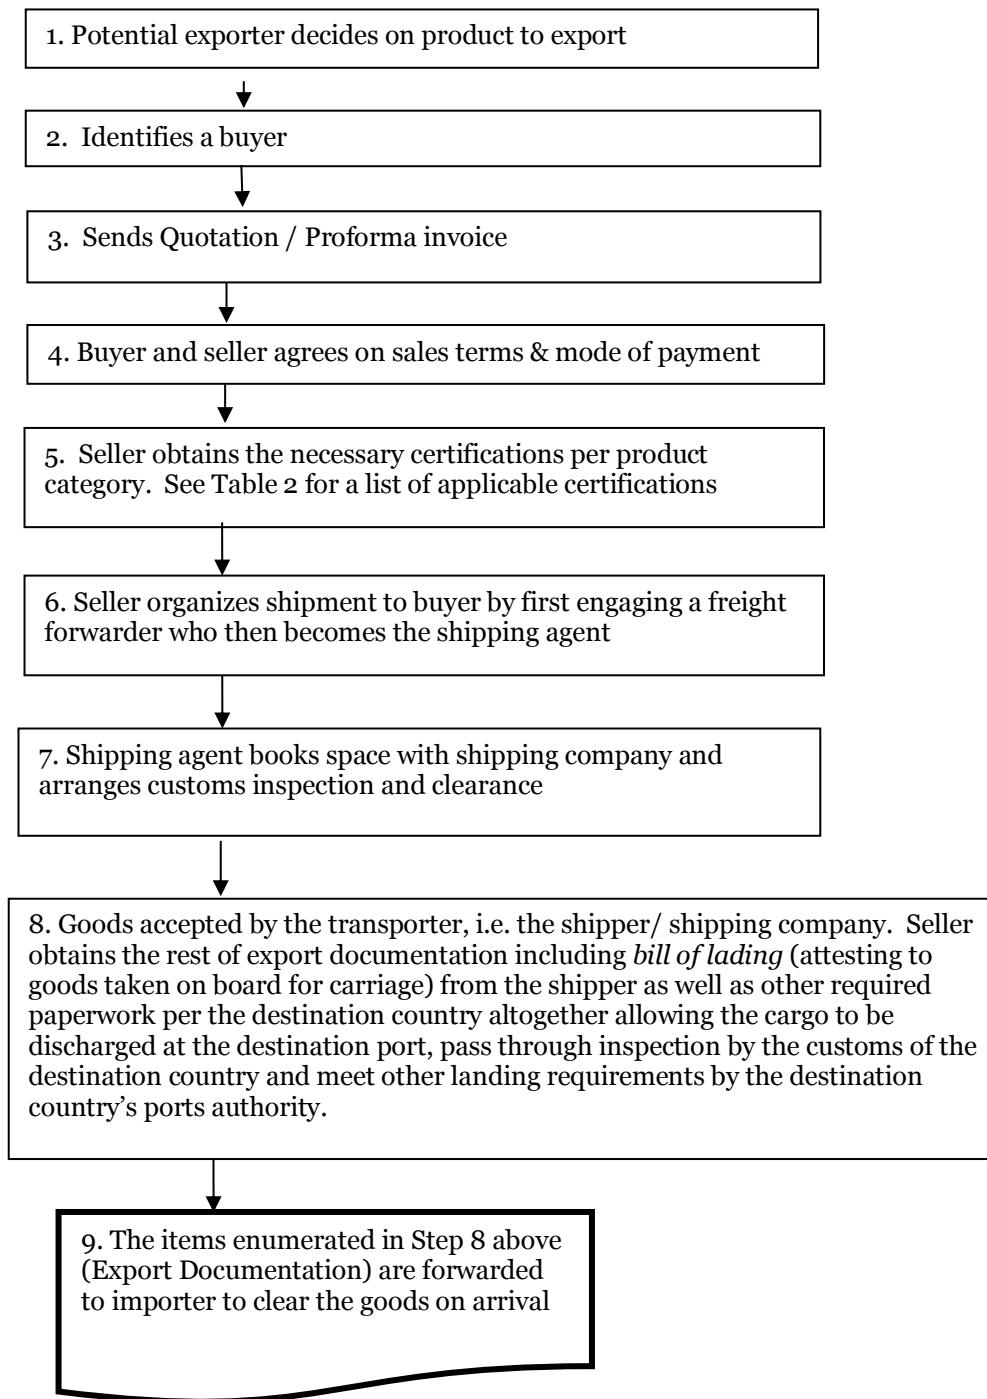 1. Potential exporter decides on product to export
2.  Identifies a buyer
3.  Sends Quotation / Proforma invoice
4. Buyer and seller agrees on sales terms & mode of payment
5.  Seller obtains the necessary certifications per product
category.  See Table 2 for a list of applicable certifications
6. Seller organizes shipment to buyer by first engaging a freight
forwarder who then becomes the shipping agent
7. Shipping agent books space with shipping company and
arranges customs inspection and clearance
8. Goods accepted by the transporter, i.e. the shipper/ shipping company.  Seller
obtains the rest of export documentation including bill of lading (attesting to
goods taken on board for carriage) from the shipper as well as other required
paperwork per the destination country altogether allowing the cargo to be
discharged at the destination port, pass through inspection by the customs of the
destination country and meet other landing requirements by the destination
country’s ports authority.
9. The items enumerated in Step 8 above
(Export Documentation) are forwarded
to importer to clear the goods on arrival